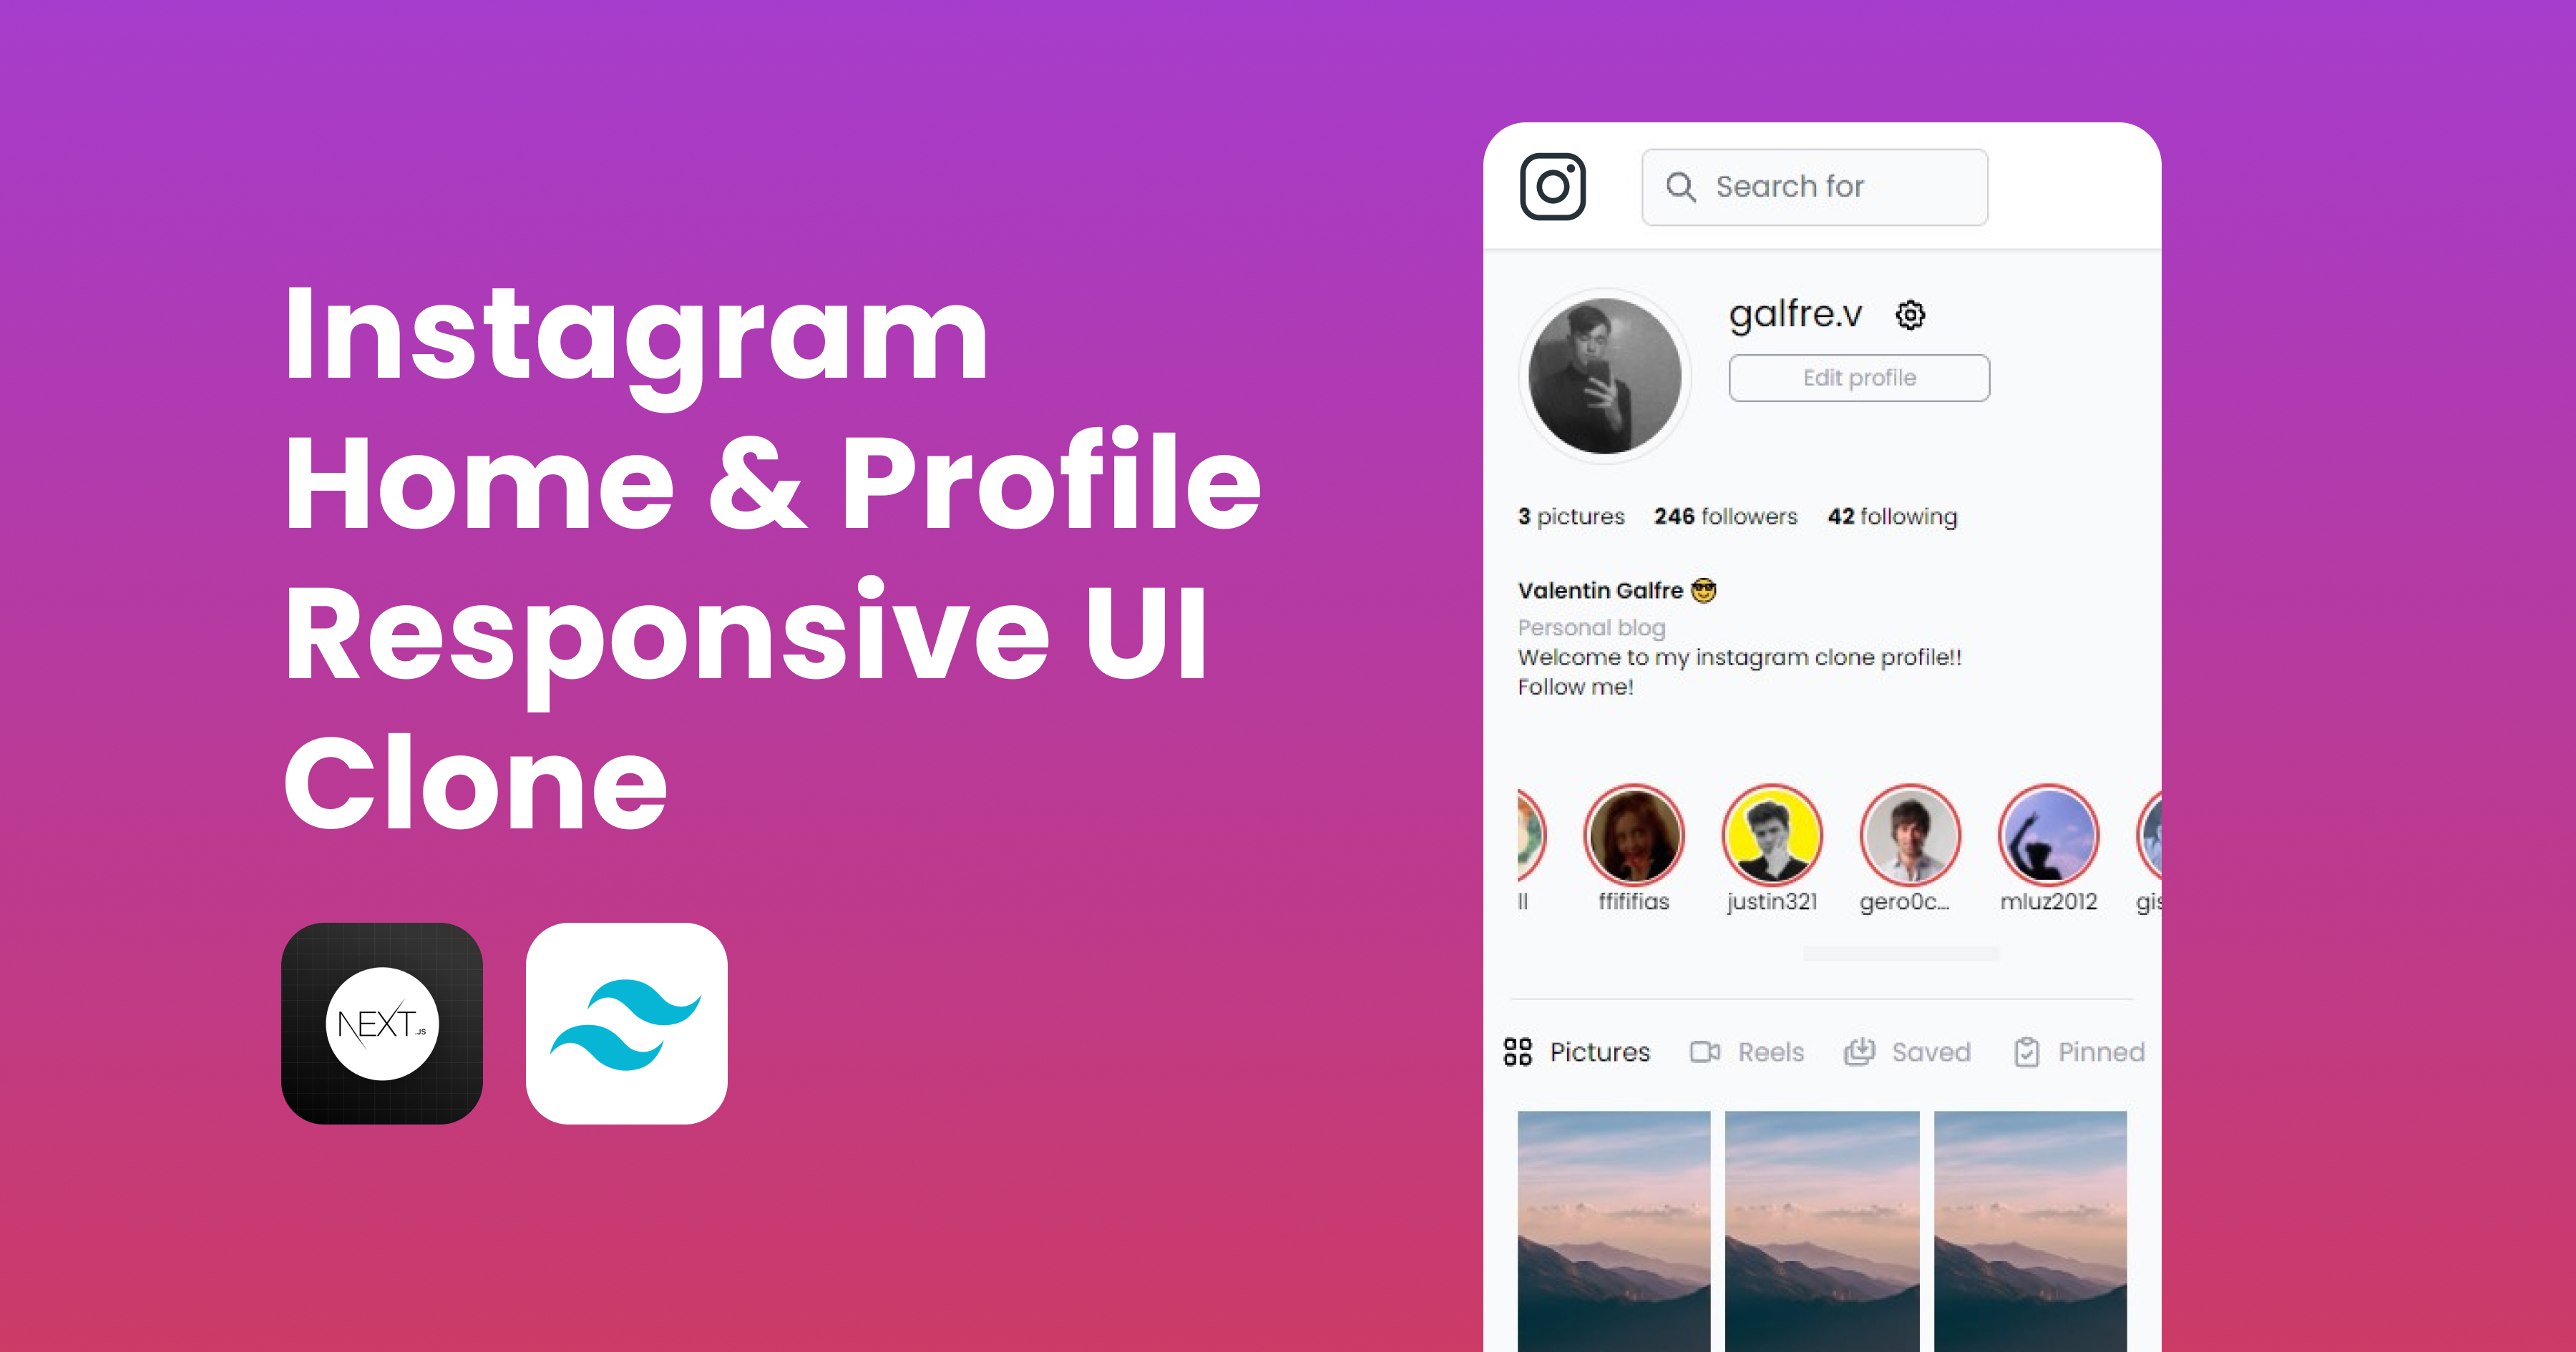 Instagram
Home & Profile
Responsive UI
Clone
NEXT.JS
Search for
galfre.v
Edit profile
3 pictures 246 followers 42 following
Valentin Galfre 😎
Personal blog
Welcome to my instagram clone profile!!
Follow me!
ll ffififias justin321 gero0c... mluz2012 gis
Pictures Reels Saved Pinned